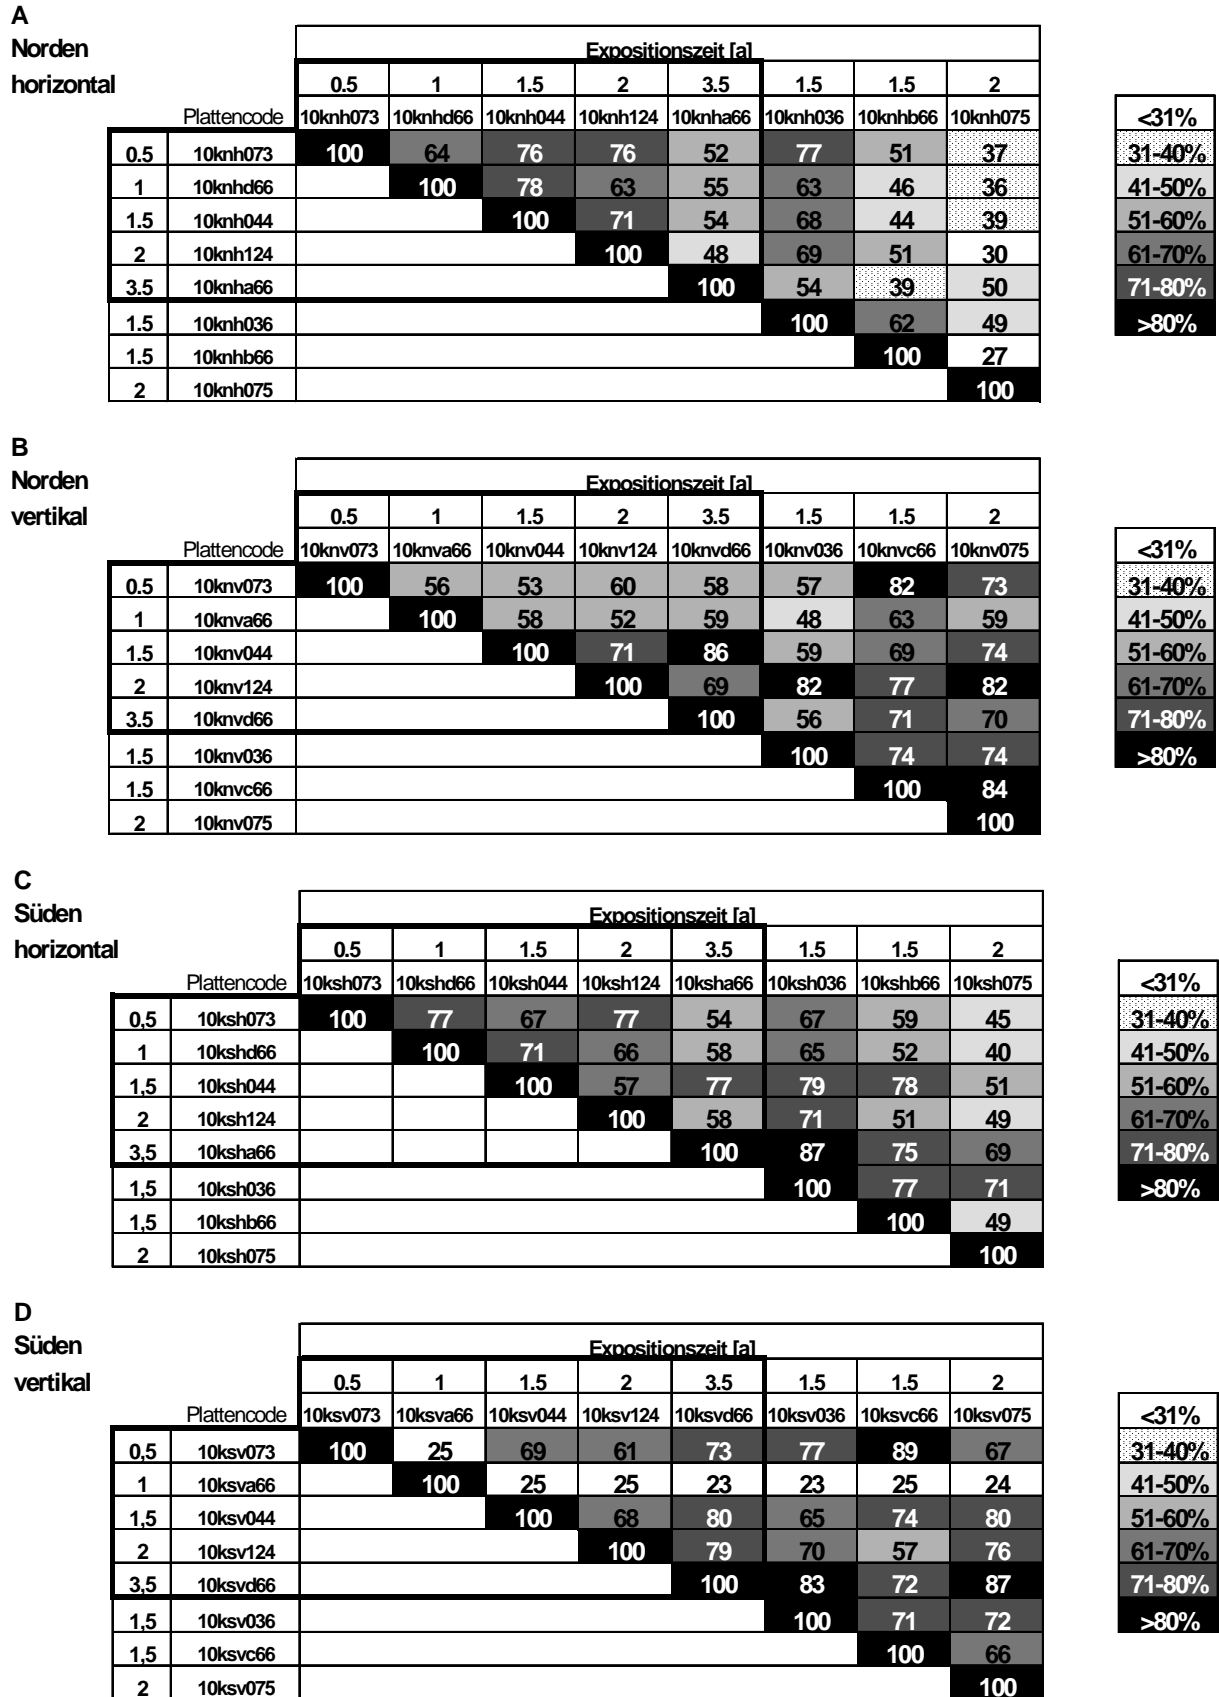 A
Norden
Expositionszeit [a]
horizontal 0.5 1 1.5 2 3.5 1.5 1.5 2
Plattencode 10knh073 10knhd66 10knh044 10knh124 10knha66 10knh036 10knhb66 10knh075 <31%
0.5 10knh073 100 64 76 76 52 77 51 37 31-40%
1 10knhd66 100 78 63 55 63 46 36 41-50%
1.5 10knh044 100 71 54 68 44 39 51-60%
2 10knh124 100 48 69 51 30 61-70%
3.5 10knha66 100 54 39 50 71-80%
1.5 10knh036 100 62 49 >80%
1.5 10knhb66 100 27
2 10knh075 100
B
Norden
Expositionszeit [a]
vertikal 0.5 1 1.5 2 3.5 1.5 1.5 2
Plattencode 10knv073 10knva66 10knv044 10knv124 10knvd66 10knv036 10knvc66 10knv075 <31%
0.5 10knv073 100 56 53 60 58 57 82 73 31-40%
1 10knva66 100 58 52 59 48 63 59 41-50%
1.5 10knv044 100 71 86 59 69 74 51-60%
2 10knv124 100 69 82 77 82 61-70%
3.5 10knvd66 100 56 71 70 71-80%
1.5 10knv036 100 74 74 >80%
1.5 10knvc66 100 84
2 10knv075 100
C
Süden
Expositionszeit [a]
horizontal 0.5 1 1.5 2 3.5 1.5 1.5 2
Plattencode 10ksh073 10kshd66 10ksh044 10ksh124 10ksha66 10ksh036 10kshb66 10ksh075 <31%
0,5 10ksh073 100 77 67 77 54 67 59 45 31-40%
1 10kshd66 100 71 66 58 65 52 40 41-50%
1,5 10ksh044 100 57 77 79 78 51 51-60%
2 10ksh124 100 58 71 51 49 61-70%
3,5 10ksha66 100 87 75 69 71-80%
1,5 10ksh036 100 77 71 >80%
1,5 10kshb66 100 49
2 10ksh075 100
D
Süden
Expositionszeit [a]
vertikal 0.5 1 1.5 2 3.5 1.5 1.5 2
Plattencode 10ksv073 10ksva66 10ksv044 10ksv124 10ksvd66 10ksv036 10ksvc66 10ksv075 <31%
0,5 10ksv073 100 25 69 61 73 77 89 67 31-40%
1 10ksva66 100 25 25 23 23 25 24 41-50%
1,5 10ksv044 100 68 80 65 74 80 51-60%
2 10ksv124 100 79 70 57 76 61-70%
3,5 10ksvd66 100 83 72 87 71-80%
1,5 10ksv036 100 71 72 >80%
1,5 10ksvc66 100 66
2 10ksv075 100